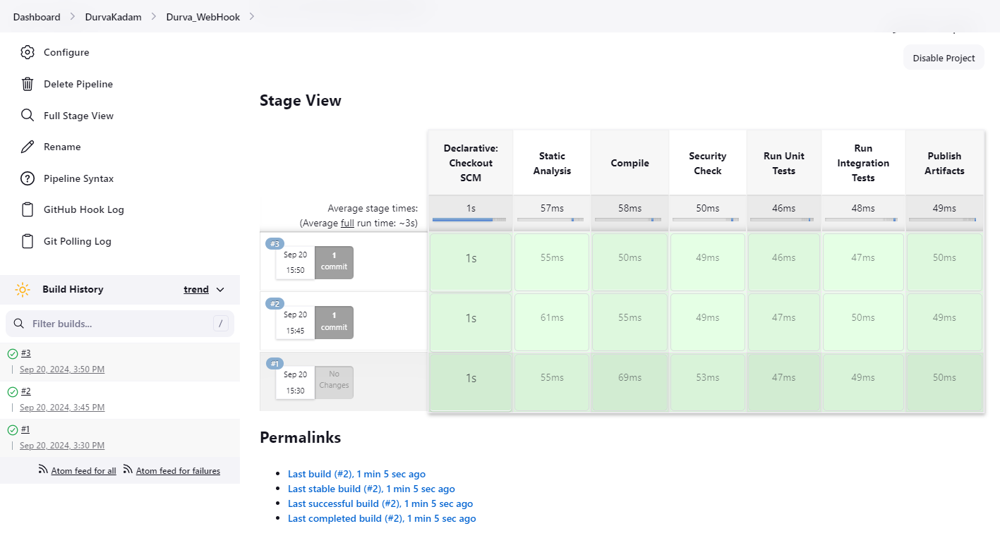 Dashboard > DurvaKadam > Durva_WebHook >
Configure
Delete Pipeline
Full Stage View
Rename
Pipeline Syntax
GitHub Hook Log
Git Polling Log
Build History trend
Filter builds... /
#3
Sep 20, 2024, 3:50 PM
#2
Sep 20, 2024, 3:45 PM
#1
Sep 20, 2024, 3:30 PM
Atom feed for all Atom feed for failures
Disable Project
Stage View
Declarative: Checkout SCM
Static Analysis
Compile
Security Check
Run Unit Tests
Run Integration Tests
Publish Artifacts
Average stage times:
(Average full run time: ~3s)
1s 57ms 58ms 50ms 46ms 48ms 49ms
#3
Sep 20
15:50
1
commit
1s 55ms 50ms 49ms 46ms 47ms 50ms
#2
Sep 20
15:45
1
commit
1s 61ms 55ms 49ms 47ms 50ms 49ms
#1
Sep 20
15:30
No
Changes
1s 55ms 69ms 53ms 47ms 49ms 50ms
Permalinks
Last build (#2), 1 min 5 sec ago
Last stable build (#2), 1 min 5 sec ago
Last successful build (#2), 1 min 5 sec ago
Last completed build (#2), 1 min 5 sec ago